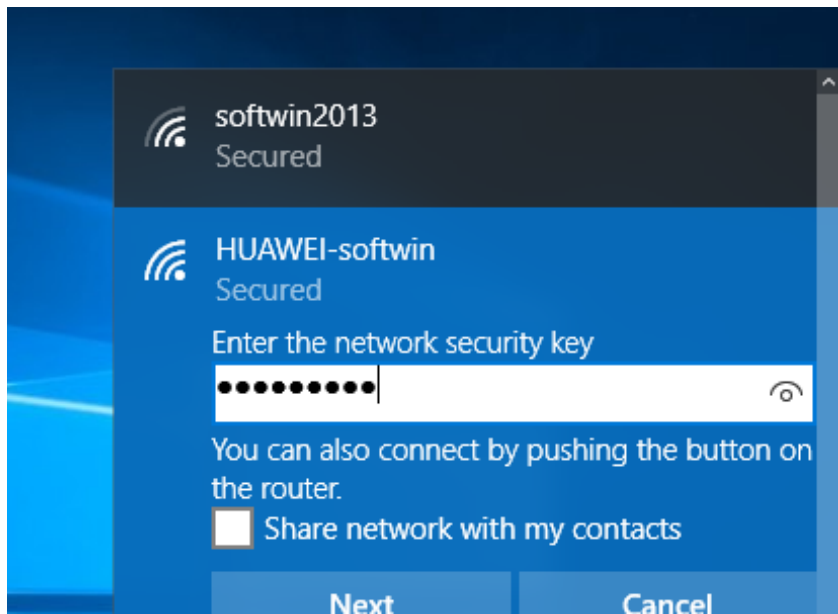 softwin2013
Secured
HUAWEI-softwin
Secured
Enter the network security key
●●●●●●●●●
You can also connect by pushing the button on
the router.
Share network with my contacts
Next Cancel